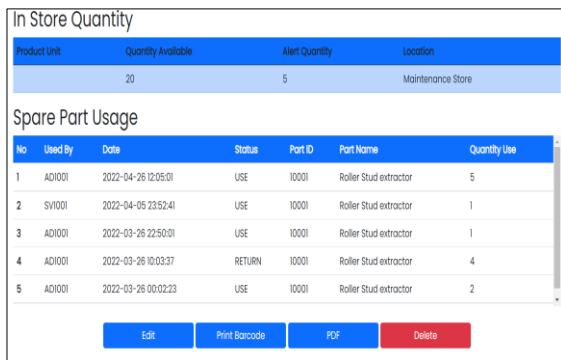 In Store Quantity
Product Unit Quantity Available Alert Quantity Location
20 5 Maintenance Store
Spare Part Usage
No Used By Date Status Part ID Part Name Quantity Use
1 AD1001 2022-04-26 12:05:01 USE 10001 Roller Stud extractor 5
2 SV1001 2022-04-05 23:52:41 USE 10001 Roller Stud extractor 1
3 AD1001 2022-03-26 22:50:01 USE 10001 Roller Stud extractor 1
4 AD1001 2022-03-26 10:03:37 RETURN 10001 Roller Stud extractor 4
5 AD1001 2022-03-26 00:02:23 USE 10001 Roller Stud extractor 2
Edit Print Barcode PDF Delete